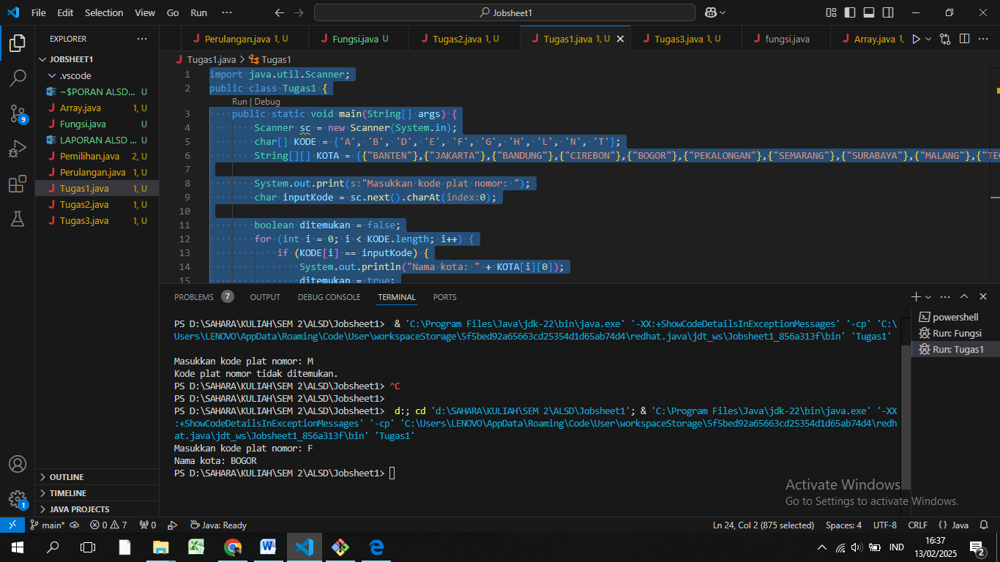 File Edit Selection View Go Run ··· Jobsheet1
EXPLORER ···
JOBSHEET1
.vscode
~$PORAN ALSD... U
Array.java 1, U
Fungsi.java U
LAPORAN ALSD ... U
Pemilihan.java 2, U
Perulangan.java 1, U
Tugas1.java 1, U
Tugas2.java 1, U
Tugas3.java 1, U
OUTLINE
TIMELINE
JAVA PROJECTS
9
1
Perulangan.java 1, U Fungsi.java U Tugas2.java 1, U Tugas1.java 1, U Tugas3.java 1, U fungsi.java Array.java 1, U ···
Tugas1.java > Tugas1
1 import java.util.Scanner;
2 public class Tugas1 {
Run | Debug
3 public static void main(String[] args) {
4 Scanner sc = new Scanner(System.in);
5 char[] KODE = {'A', 'B', 'D', 'E', 'F', 'G', 'H', 'L', 'N', 'T'};
6 String[][] KOTA = {{"BANTEN"},{"JAKARTA"},{"BANDUNG"},{"CIREBON"},{"BOGOR"},{"PEKALONGAN"},{"SEMARANG"},{"SURABAYA"},{"MALANG"},{"TEG
7
8 System.out.print(s:"Masukkan kode plat nomor: ");
9 char inputKode = sc.next().charAt(index:0);
10
11 boolean ditemukan = false;
12 for (int i = 0; i < KODE.length; i++) {
13 if (KODE[i] == inputKode) {
14 System.out.println("Nama kota: " + KOTA[i][0]);
15 ditemukan = true;
PROBLEMS 7 OUTPUT DEBUG CONSOLE TERMINAL PORTS
PS D:\SAHARA\KULIAH\SEM 2\ALSD\Jobsheet1> & 'C:\Program Files\Java\jdk-22\bin\java.exe' '-XX:+ShowCodeDetailsInExceptionMessages' '-cp' 'C:\
Users\LENOVO\AppData\Roaming\Code\User\workspaceStorage\5f5bed92a65663cd25354d1d65ab74d4\redhat.java\jdt_ws\Jobsheet1_856a313f\bin' 'Tugas1'
Masukkan kode plat nomor: M
Kode plat nomor tidak ditemukan.
PS D:\SAHARA\KULIAH\SEM 2\ALSD\Jobsheet1> ^C
PS D:\SAHARA\KULIAH\SEM 2\ALSD\Jobsheet1>
PS D:\SAHARA\KULIAH\SEM 2\ALSD\Jobsheet1> d:; cd 'd:\SAHARA\KULIAH\SEM 2\ALSD\Jobsheet1'; & 'C:\Program Files\Java\jdk-22\bin\java.exe' '-XX
:+ShowCodeDetailsInExceptionMessages' '-cp' 'C:\Users\LENOVO\AppData\Roaming\Code\User\workspaceStorage\5f5bed92a65663cd25354d1d65ab74d4\redh
at.java\jdt_ws\Jobsheet1_856a313f\bin' 'Tugas1'
Masukkan kode plat nomor: F
Nama kota: BOGOR
PS D:\SAHARA\KULIAH\SEM 2\ALSD\Jobsheet1>
powershell
Run: Fungsi
Run: Tugas1
Activate Windows
Go to Settings to activate Windows.
main* 0 7 0 Java: Ready Ln 24, Col 2 (875 selected) Spaces: 4 UTF-8 CRLF {} Java
IND 16:37
13/02/2025
2